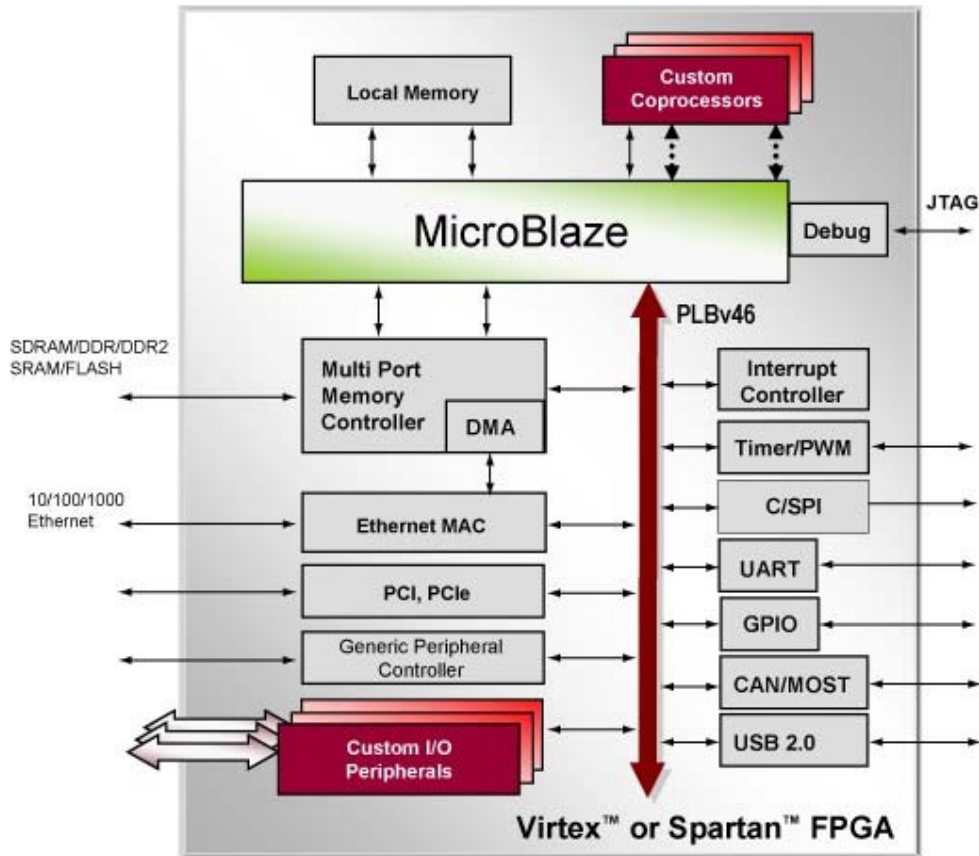 Local Memory
Custom
Coprocessors
MicroBlaze
Debug
JTAG
PLBv46
SDRAM/DDR/DDR2
SRAM/FLASH
Multi Port
Memory
Controller
DMA
Interrupt
Controller
Timer/PWM
10/100/1000
Ethernet
Ethernet MAC
C/SPI
UART
PCI, PCIe
GPIO
Generic Peripheral
Controller
CAN/MOST
Custom I/O
Peripherals
USB 2.0
Virtex™ or Spartan™ FPGA